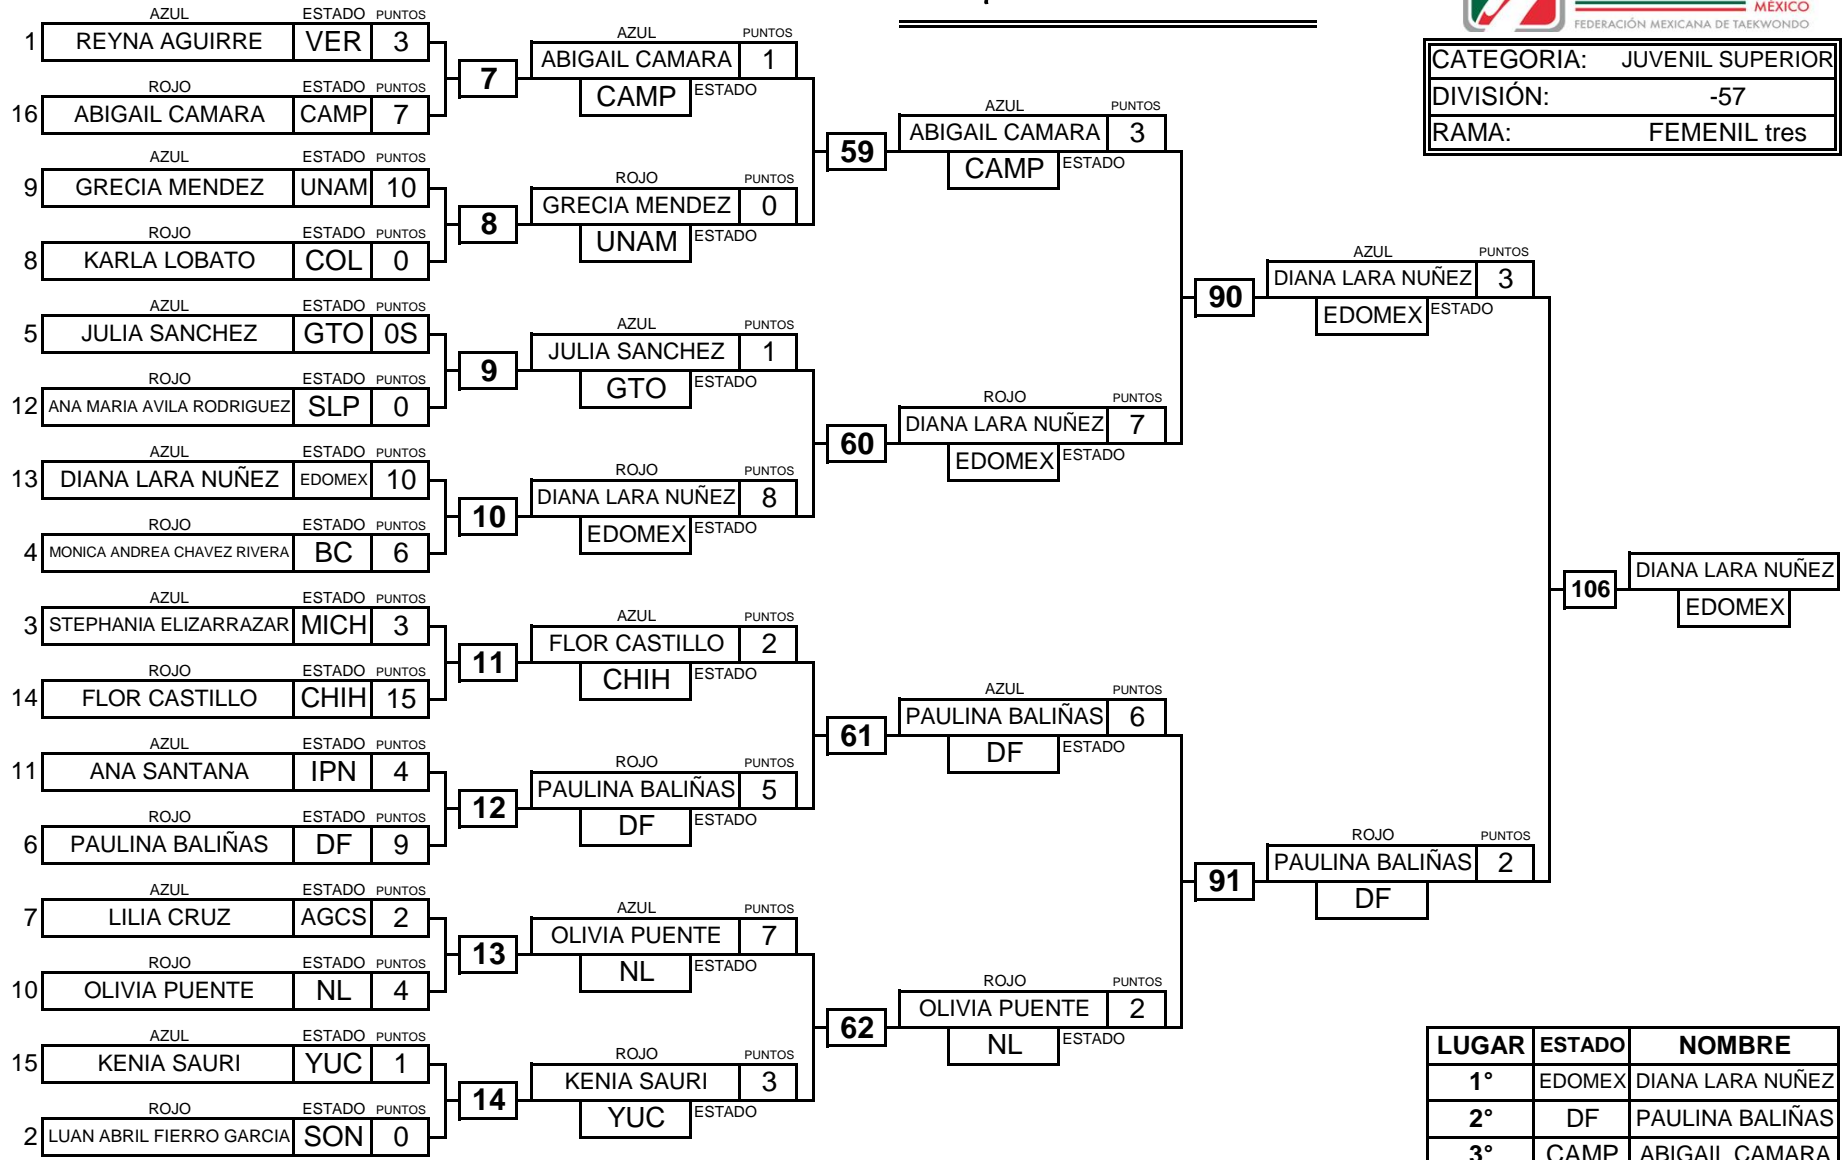 MÉXICO
FEDERACIÓN MEXICANA DE TAEKWONDO
CATEGORIA: JUVENIL SUPERIOR
DIVISIÓN: -57
RAMA: FEMENIL tres
AZUL ESTADO PUNTOS
1 REYNA AGUIRRE VER 3
ROJO ESTADO PUNTOS
16 ABIGAIL CAMARA CAMP 7
AZUL ESTADO PUNTOS
9 GRECIA MENDEZ UNAM 10
ROJO ESTADO PUNTOS
8 KARLA LOBATO COL 0
AZUL ESTADO PUNTOS
5 JULIA SANCHEZ GTO 0S
ROJO ESTADO PUNTOS
12 ANA MARIA AVILA RODRIGUEZ SLP 0
AZUL ESTADO PUNTOS
13 DIANA LARA NUÑEZ EDOMEX 10
ROJO ESTADO PUNTOS
4 MONICA ANDREA CHAVEZ RIVERA BC 6
AZUL ESTADO PUNTOS
3 STEPHANIA ELIZARRAZAR MICH 3
ROJO ESTADO PUNTOS
14 FLOR CASTILLO CHIH 15
AZUL ESTADO PUNTOS
11 ANA SANTANA IPN 4
ROJO ESTADO PUNTOS
6 PAULINA BALIÑAS DF 9
AZUL ESTADO PUNTOS
7 LILIA CRUZ AGCS 2
ROJO ESTADO PUNTOS
10 OLIVIA PUENTE NL 4
AZUL ESTADO PUNTOS
15 KENIA SAURI YUC 1
ROJO ESTADO PUNTOS
2 LUAN ABRIL FIERRO GARCIA SON 0
7
8
9
10
11
12
13
14
AZUL PUNTOS
ABIGAIL CAMARA 1
CAMP ESTADO
ROJO PUNTOS
GRECIA MENDEZ 0
UNAM ESTADO
AZUL PUNTOS
JULIA SANCHEZ 1
GTO ESTADO
ROJO PUNTOS
DIANA LARA NUÑEZ 8
EDOMEX ESTADO
AZUL PUNTOS
FLOR CASTILLO 2
CHIH ESTADO
ROJO PUNTOS
PAULINA BALIÑAS 5
DF ESTADO
AZUL PUNTOS
OLIVIA PUENTE 7
NL ESTADO
ROJO PUNTOS
KENIA SAURI 3
YUC ESTADO
59
60
61
62
AZUL PUNTOS
ABIGAIL CAMARA 3
CAMP ESTADO
ROJO PUNTOS
DIANA LARA NUÑEZ 7
EDOMEX ESTADO
AZUL PUNTOS
PAULINA BALIÑAS 6
DF ESTADO
ROJO PUNTOS
OLIVIA PUENTE 2
NL ESTADO
90
91
AZUL PUNTOS
DIANA LARA NUÑEZ 3
EDOMEX ESTADO
ROJO PUNTOS
PAULINA BALIÑAS 2
DF
106
DIANA LARA NUÑEZ
EDOMEX
LUGAR ESTADO NOMBRE
1° EDOMEX DIANA LARA NUÑEZ
2° DF PAULINA BALIÑAS
3° CAMP ABIGAIL CAMARA